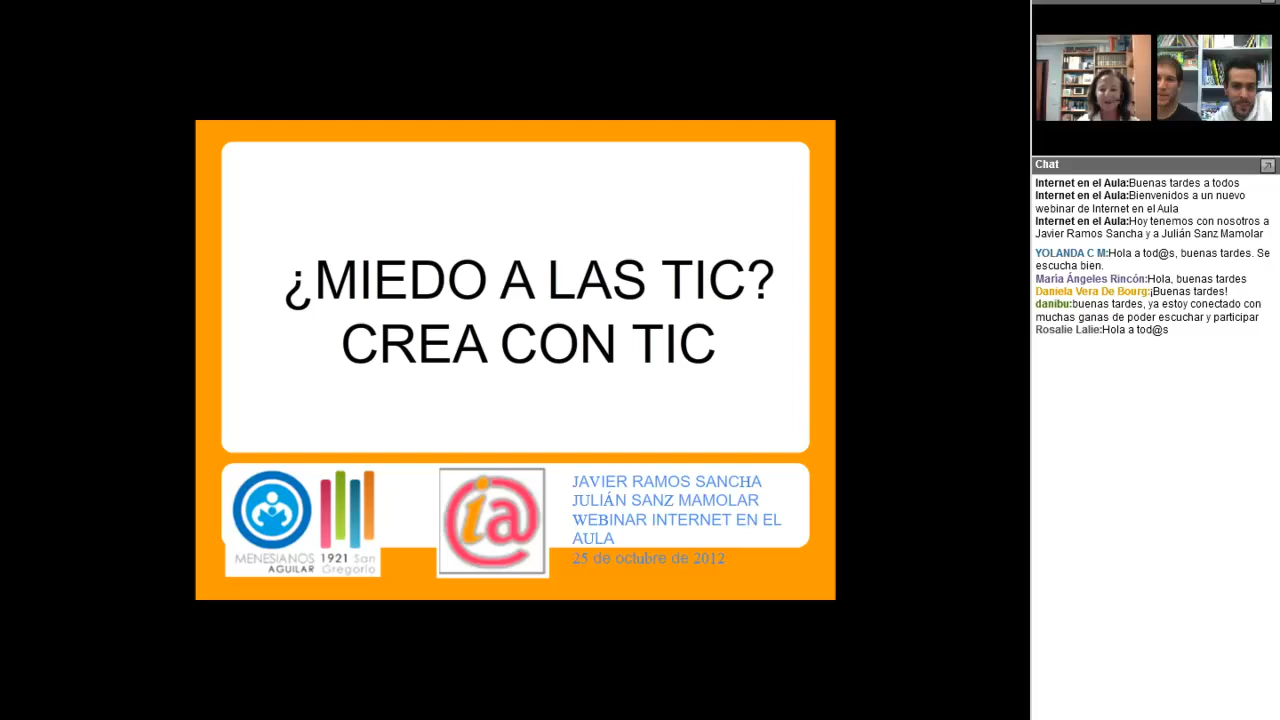 ¿MIEDO A LAS TIC?
CREA CON TIC
MENESIANOS 1921 San
AGUILAR Gregorio
ia
JAVIER RAMOS SANCHA
JULIÁN SANZ MAMOLAR
WEBINAR INTERNET EN EL
AULA
25 de octubre de 2012
Chat
Internet en el Aula:Buenas tardes a todos
Internet en el Aula:Bienvenidos a un nuevo
webinar de Internet en el Aula
Internet en el Aula:Hoy tenemos con nosotros a
Javier Ramos Sancha y a Julián Sanz Mamolar
YOLANDA C M:Hola a tod@s, buenas tardes. Se
escucha bien.
María Ángeles Rincón:Hola, buenas tardes
Daniela Vera De Bourg:¡Buenas tardes!
danibu:buenas tardes, ya estoy conectado con
muchas ganas de poder escuchar y participar
Rosalie Lalie:Hola a tod@s